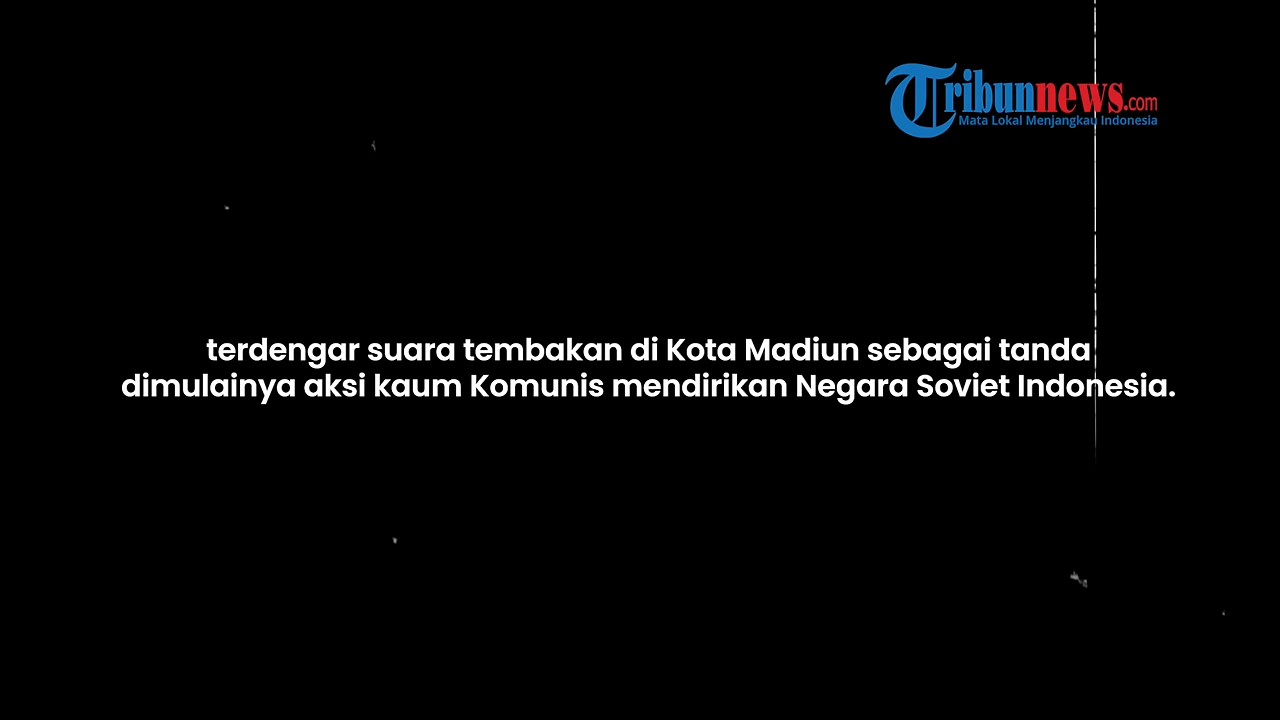 Tribunnews.com
Mata Lokal Menjangkau Indonesia
terdengar suara tembakan di Kota Madiun sebagai tanda
dimulainya aksi kaum Komunis mendirikan Negara Soviet Indonesia.